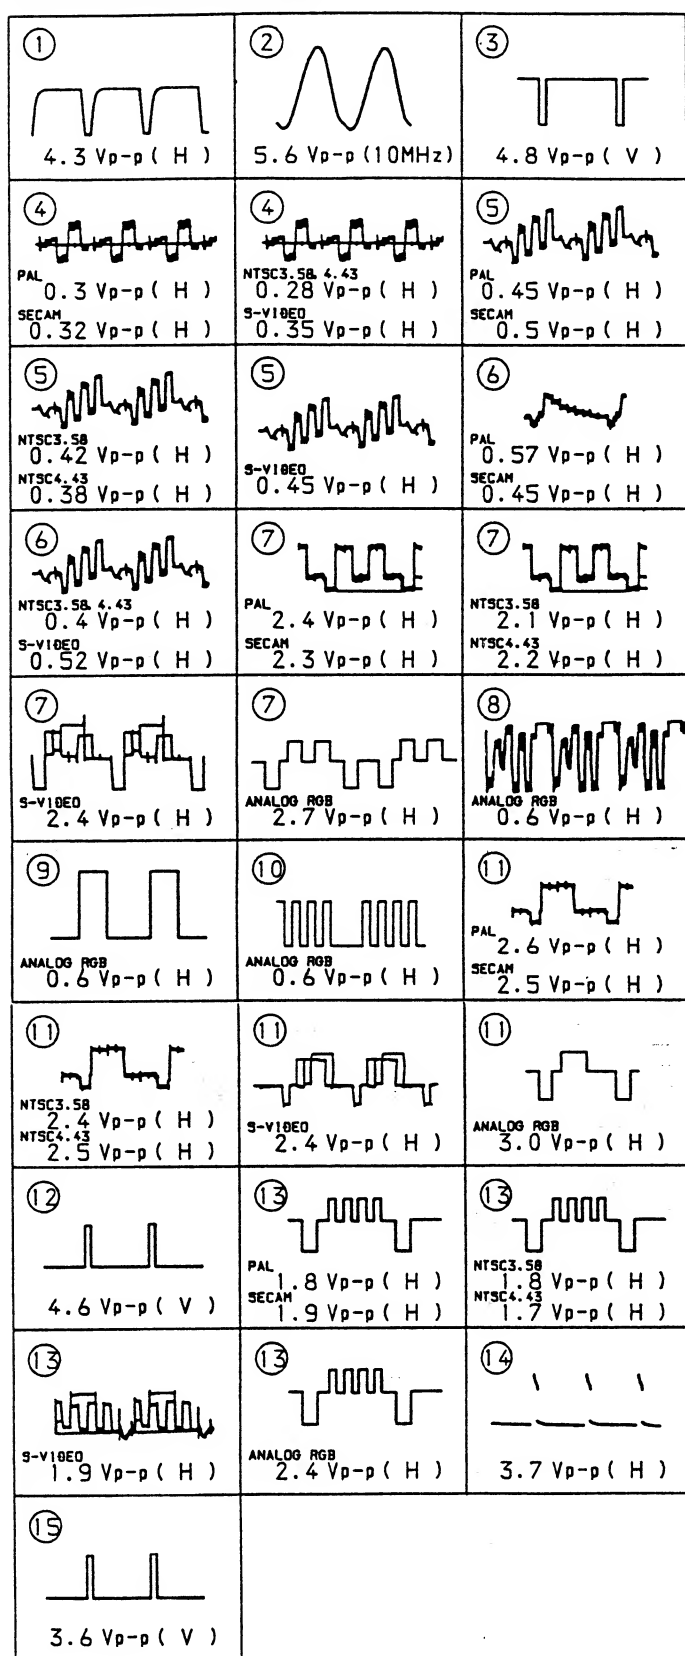 ① ② ③
4.3 Vp-p ( H ) 5.6 Vp-p (10MHz) 4.8 Vp-p ( V )
④ ④ ⑤
PAL NTSC3.58& 4.43 PAL
0.3 Vp-p ( H ) 0.28 Vp-p ( H ) 0.45 Vp-p ( H )
SECAM S-VIDEO SECAM
0.32 Vp-p ( H ) 0.35 Vp-p ( H ) 0.5 Vp-p ( H )
⑤ ⑤ ⑥
NTSC3.58 PAL
0.42 Vp-p ( H ) 0.57 Vp-p ( H )
NTSC4.43 S-VIDEO SECAM
0.38 Vp-p ( H ) 0.45 Vp-p ( H ) 0.45 Vp-p ( H )
⑥ ⑦ ⑦
NTSC3.58& 4.43 PAL NTSC3.58
0.4 Vp-p ( H ) 2.4 Vp-p ( H ) 2.1 Vp-p ( H )
S-VIDEO SECAM NTSC4.43
0.52 Vp-p ( H ) 2.3 Vp-p ( H ) 2.2 Vp-p ( H )
⑦ ⑦ ⑧
S-VIDEO ANALOG RGB ANALOG RGB
2.4 Vp-p ( H ) 2.7 Vp-p ( H ) 0.6 Vp-p ( H )
⑨ ⑩ ⑪
PAL
2.6 Vp-p ( H )
ANALOG RGB ANALOG RGB SECAM
0.6 Vp-p ( H ) 0.6 Vp-p ( H ) 2.5 Vp-p ( H )
⑪ ⑪ ⑪
NTSC3.58
2.4 Vp-p ( H )
NTSC4.43 S-VIDEO ANALOG RGB
2.5 Vp-p ( H ) 2.4 Vp-p ( H ) 3.0 Vp-p ( H )
⑫ ⑬ ⑬
PAL NTSC3.58
1.8 Vp-p ( H ) 1.8 Vp-p ( H )
SECAM NTSC4.43
4.6 Vp-p ( V ) 1.9 Vp-p ( H ) 1.7 Vp-p ( H )
⑬ ⑬ ⑭
S-VIDEO ANALOG RGB
1.9 Vp-p ( H ) 2.4 Vp-p ( H ) 3.7 Vp-p ( H )
⑮
3.6 Vp-p ( V )